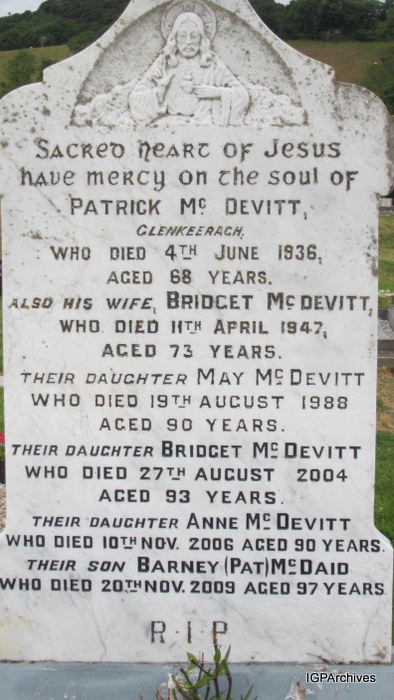 Sacred Heart of Jesus
have mercy on the soul of
PATRICK Mc DEVITT,
GLENKEERAGH,
WHO DIED 4TH JUNE 1936,
AGED 68 YEARS.
ALSO HIS WIFE, BRIDGET McDEVITT,
WHO DIED 11TH APRIL 1947,
AGED 73 YEARS.
THEIR DAUGHTER MAY McDEVITT
WHO DIED 19TH AUGUST 1988
AGED 90 YEARS.
THEIR DAUGHTER BRIDGET McDEVITT
WHO DIED 27TH AUGUST 2004
AGED 93 YEARS.
THEIR DAUGHTER ANNE McDEVITT
WHO DIED 10TH NOV. 2006 AGED 90 YEARS.
THEIR SON BARNEY (PAT) McDAID
WHO DIED 20TH NOV. 2009 AGED 97 YEARS
R·I·P
IGPArchives